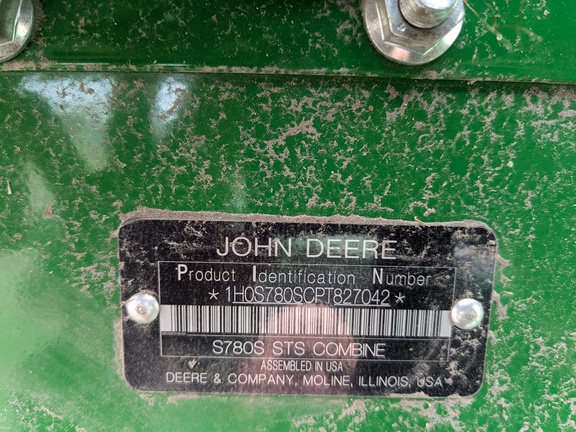 JOHN DEERE
Product Identification Number
*1H0S780SCPT827042*
S780S STS COMBINE
ASSEMBLED IN USA
DEERE & COMPANY, MOLINE, ILLINOIS, USA